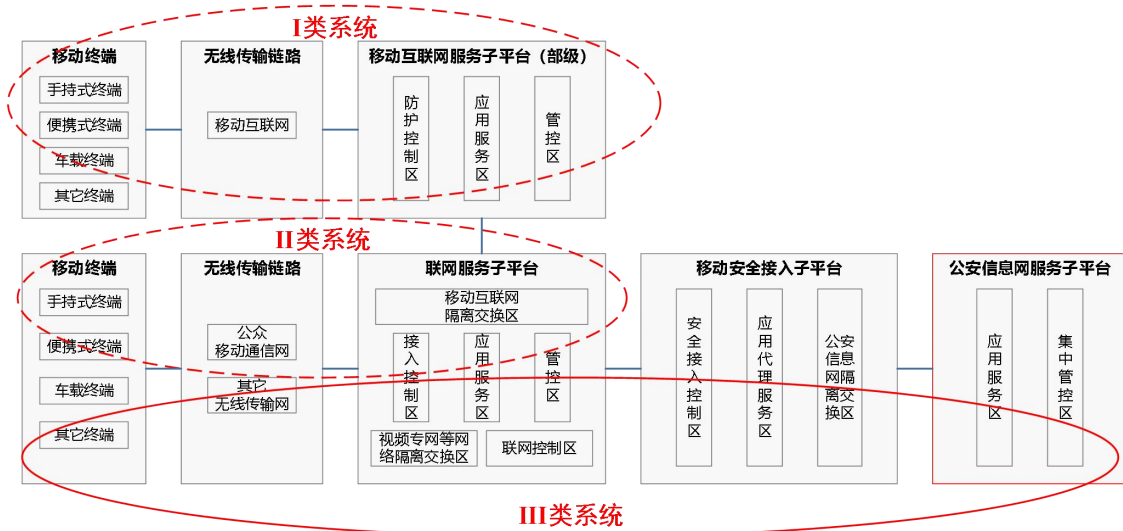 I类系统
移动终端
手持式终端
便携式终端
车载终端
其它终端
无线传输链路
移动互联网
移动互联网服务子平台（部级）
防护控制区
应用服务区
管控区
II类系统
移动终端
手持式终端
便携式终端
车载终端
其它终端
无线传输链路
公众
移动通信网
其它
无线传输网
联网服务子平台
移动互联网
隔离交换区
接入控制区
应用服务区
管控区
视频专网等网
络隔离交换区
联网控制区
移动安全接入子平台
安全接入控制区
应用代理服务区
公安
信息
网隔
离交
换区
公安信息网服务子平台
应用服务区
集中管控区
III类系统